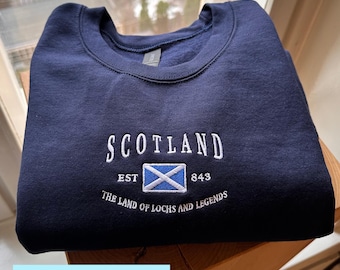 SCOTLAND
EST 843
THE LAND OF LOCHS AND LEGENDS